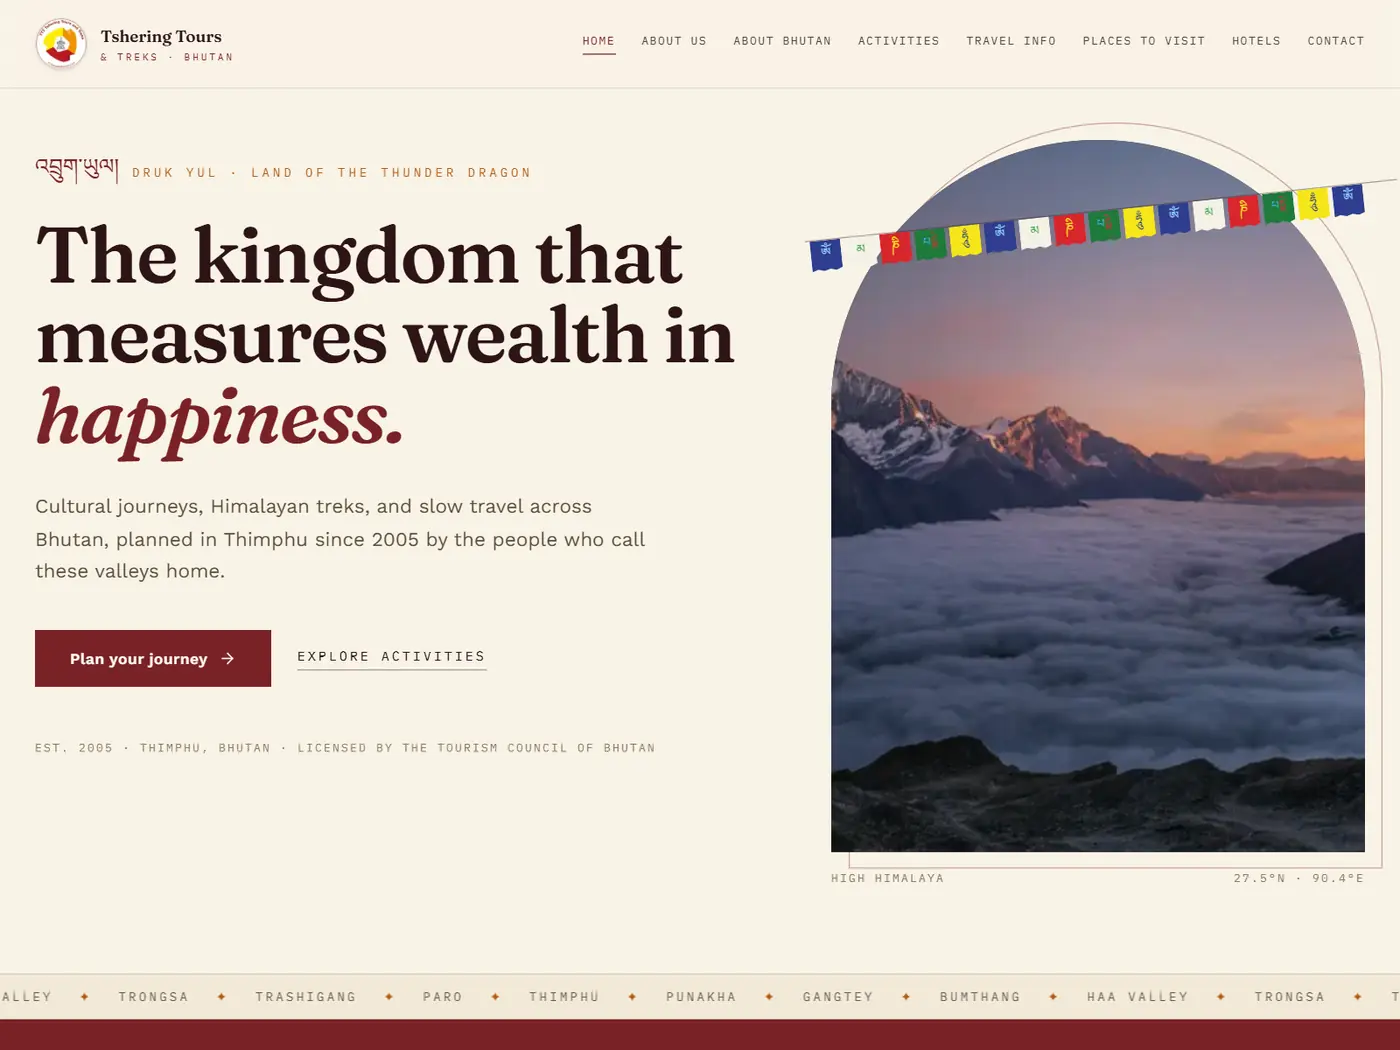 Tshering Tours
& TREKS · BHUTAN
HOME ABOUT US ABOUT BHUTAN ACTIVITIES TRAVEL INFO PLACES TO VISIT HOTELS CONTACT
འབྲུག་ཡུལ། DRUK YUL · LAND OF THE THUNDER DRAGON
The kingdom that
measures wealth in
happiness.
Cultural journeys, Himalayan treks, and slow travel across
Bhutan, planned in Thimphu since 2005 by the people who call
these valleys home.
Plan your journey →
EXPLORE ACTIVITIES
EST. 2005 · THIMPHU, BHUTAN · LICENSED BY THE TOURISM COUNCIL OF BHUTAN
HIGH HIMALAYA 27.5°N · 90.4°E
ALLEY ✦ TRONGSA ✦ TRASHIGANG ✦ PARO ✦ THIMPHU ✦ PUNAKHA ✦ GANGTEY ✦ BUMTHANG ✦ HAA VALLEY ✦ TRONGSA ✦ T